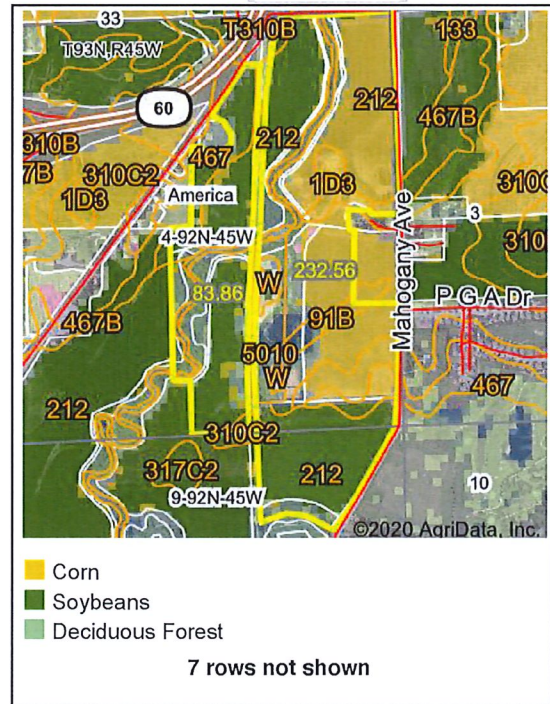 33
T310B
133
T93N,R45W
60
212
467B
310B
212
7B
310C2
467
1D3
310C
1D3
America
3
4-92N-45W
310
W
232.56
83.86
Mahogany-Ave
P G A Dr
467B
91B
5010
W
467
212
310C2
212
317C2
9-92N-45W
10
©2020 AgriData, Inc.
Corn
Soybeans
Deciduous Forest
7 rows not shown